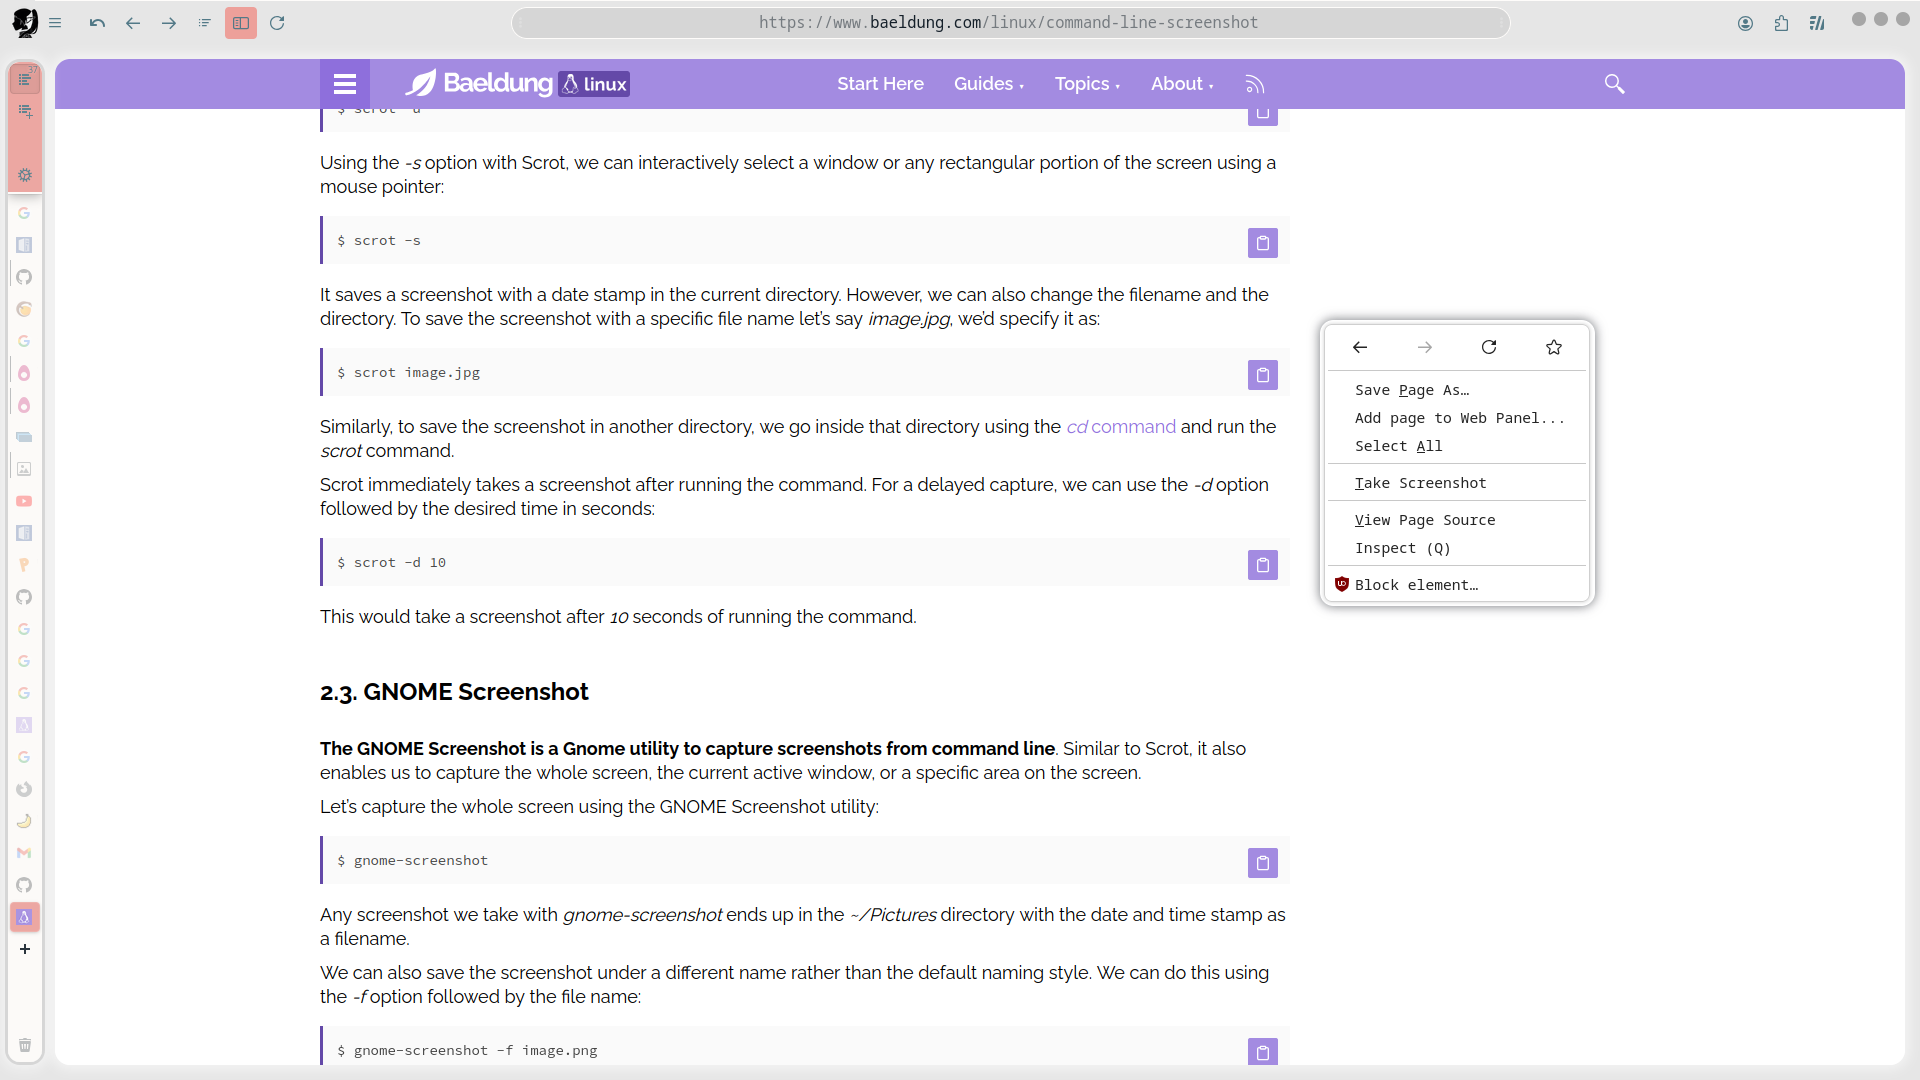 https://www.baeldung.com/linux/command-line-screenshot
37
Baeldung linux
Start Here
Guides
Topics
About
Using the -s option with Scrot, we can interactively select a window or any rectangular portion of the screen using a
mouse pointer:
$ scrot -s
It saves a screenshot with a date stamp in the current directory. However, we can also change the filename and the
directory. To save the screenshot with a specific file name let's say image.jpg, we'd specify it as:
$ scrot image.jpg
Similarly, to save the screenshot in another directory, we go inside that directory using the cd command and run the
scrot command.
Scrot immediately takes a screenshot after running the command. For a delayed capture, we can use the -d option
followed by the desired time in seconds:
$ scrot -d 10
This would take a screenshot after 10 seconds of running the command.
2.3. GNOME Screenshot
The GNOME Screenshot is a Gnome utility to capture screenshots from command line. Similar to Scrot, it also
enables us to capture the whole screen, the current active window, or a specific area on the screen.
Let's capture the whole screen using the GNOME Screenshot utility:
$ gnome-screenshot
Any screenshot we take with gnome-screenshot ends up in the ~/Pictures directory with the date and time stamp as
a filename.
We can also save the screenshot under a different name rather than the default naming style. We can do this using
the -f option followed by the file name:
$ gnome-screenshot -f image.png
Save Page As…
Add page to Web Panel...
Select All
Take Screenshot
View Page Source
Inspect (Q)
Block element…